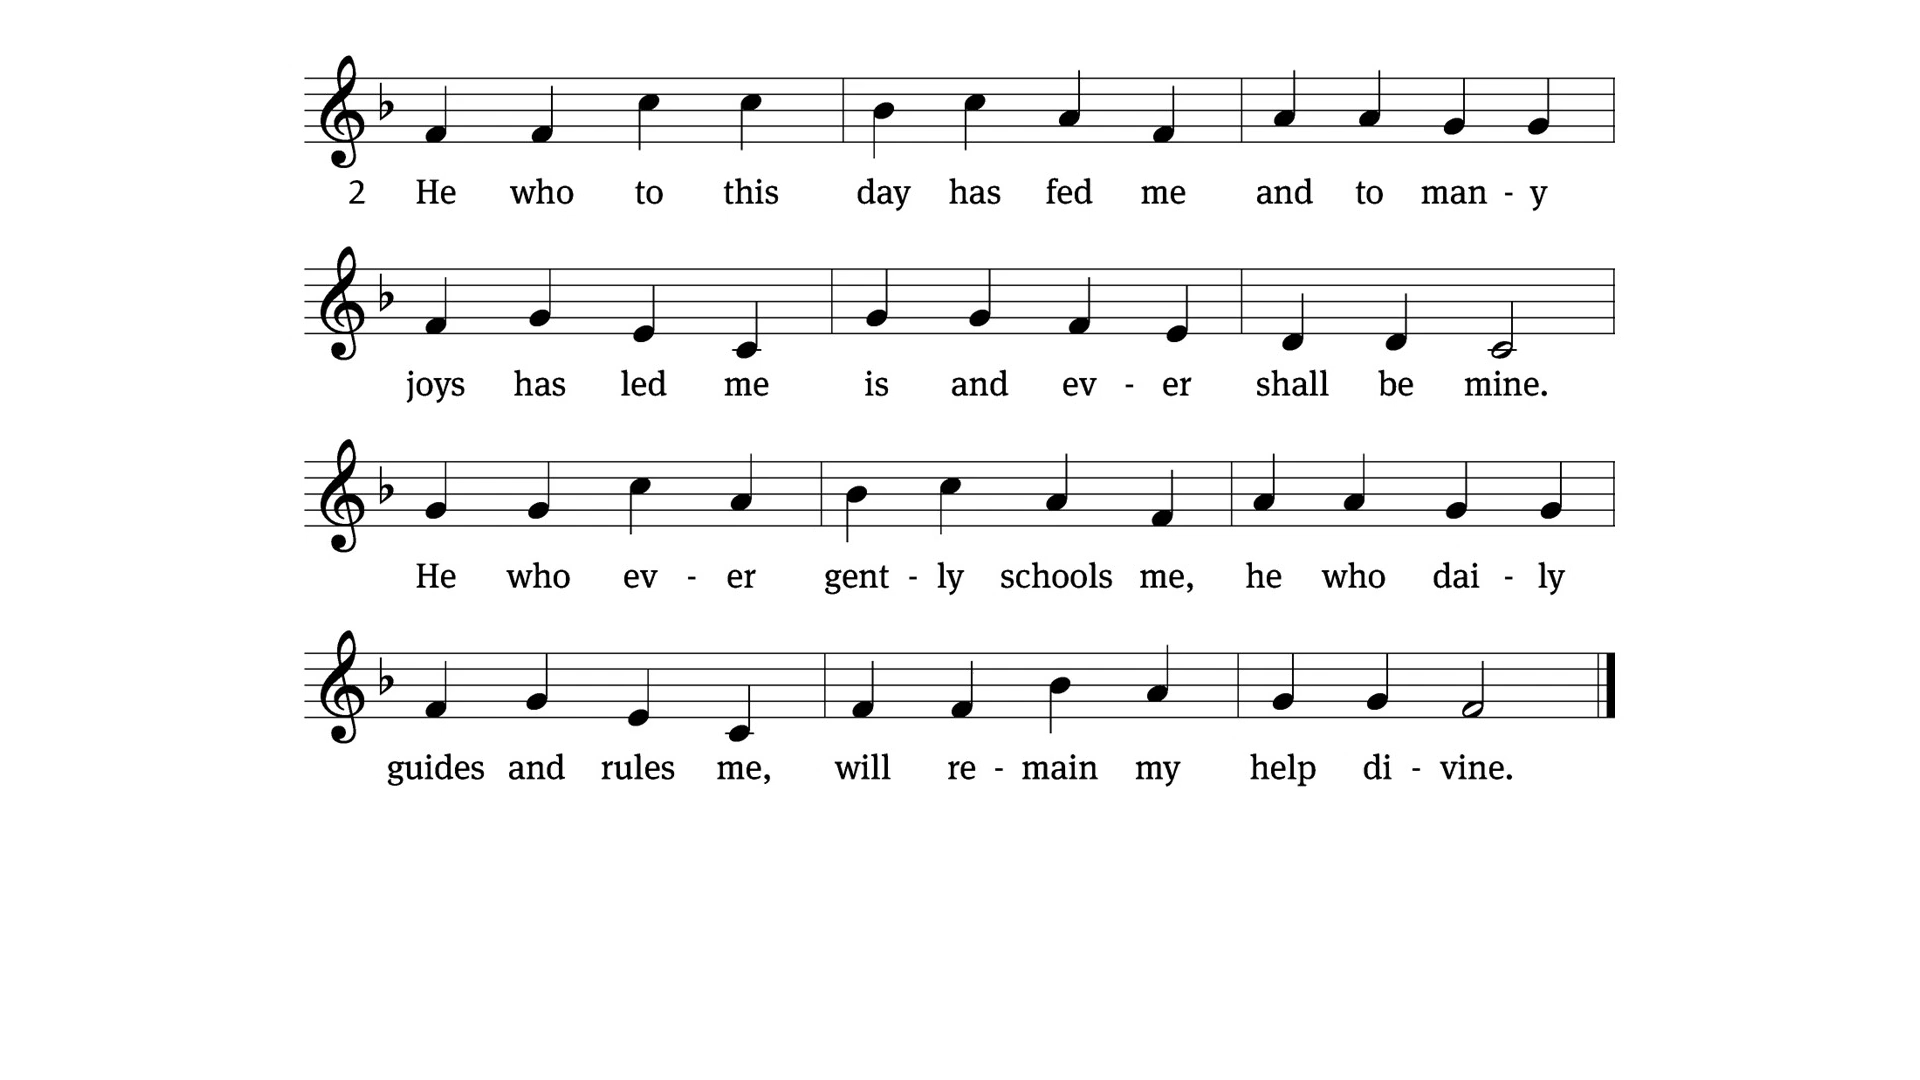 2 He who to this day has fed me and to man - y
joys has led me is and ev - er shall be mine.
He who ev - er gent - ly schools me, he who dai - ly
guides and rules me, will re - main my help di - vine.